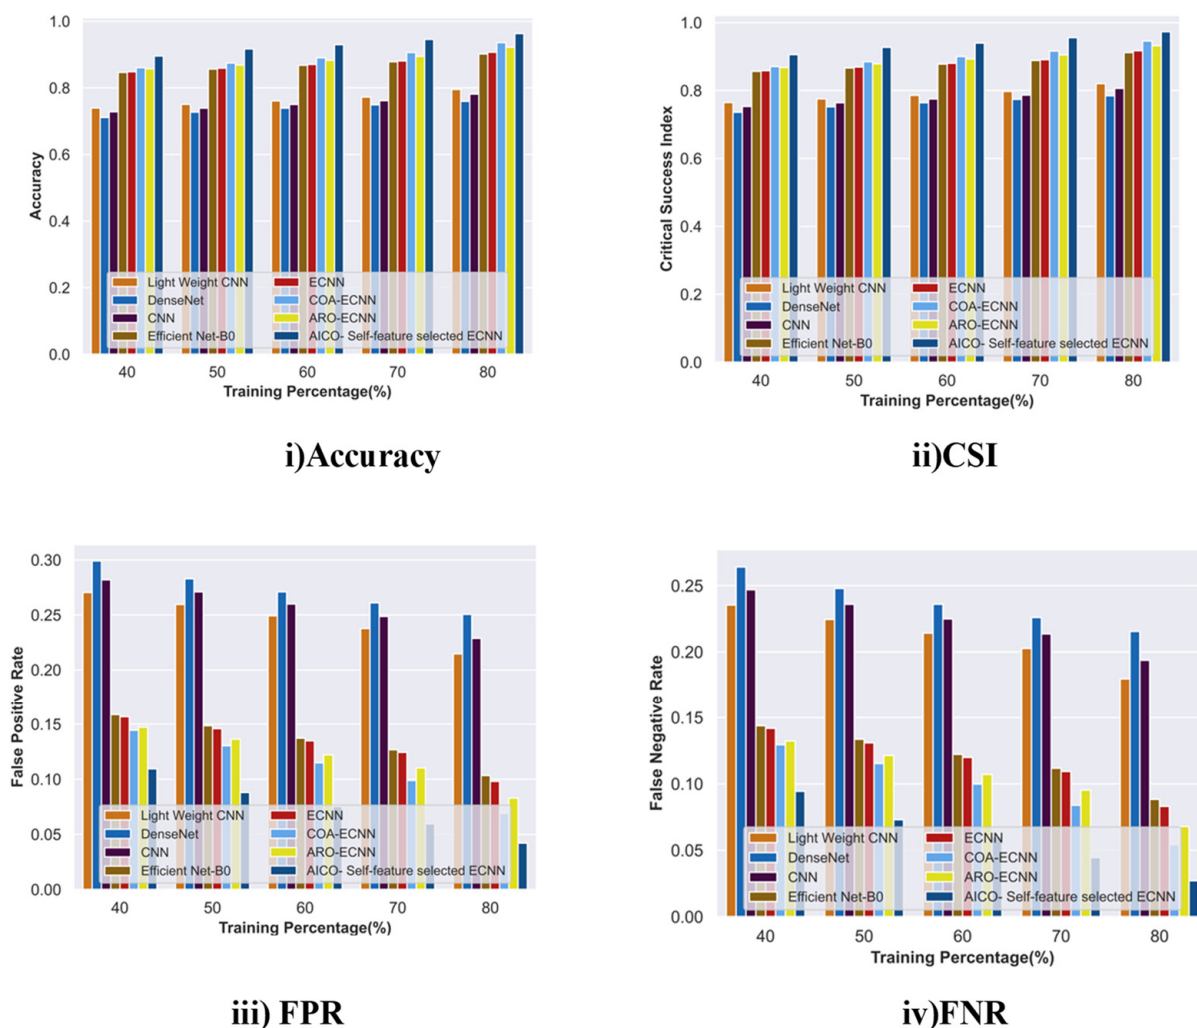 1.0
0.8
0.6
0.4
0.2
0.0
Accuracy
Light Weight CNN
DenseNet
CNN
Efficient Net-B0
ECNN
COA-ECNN
ARO-ECNN
AICO- Self-feature selected ECNN
40 50 60 70 80
Training Percentage(%)
i)Accuracy
1.0
0.8
0.6
0.4
0.2
0.0
Critical Success Index
Light Weight CNN
DenseNet
CNN
Efficient Net-B0
ECNN
COA-ECNN
ARO-ECNN
AICO- Self-feature selected ECNN
40 50 60 70 80
Training Percentage(%)
ii)CSI
0.30
0.25
0.20
0.15
0.10
0.05
0.00
False Positive Rate
Light Weight CNN
DenseNet
CNN
Efficient Net-B0
ECNN
COA-ECNN
ARO-ECNN
AICO- Self-feature selected ECNN
40 50 60 70 80
Training Percentage(%)
iii) FPR
0.25
0.20
0.15
0.10
0.05
0.00
False Negative Rate
Light Weight CNN
DenseNet
CNN
Efficient Net-B0
ECNN
COA-ECNN
ARO-ECNN
AICO- Self-feature selected ECNN
40 50 60 70 80
Training Percentage(%)
iv)FNR